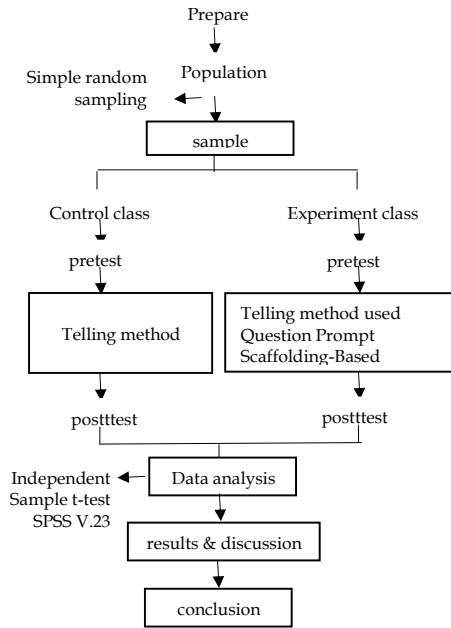 Prepare
Population
Simple random
sampling
sample
Control class
Experiment class
pretest
pretest
Telling method
Telling method used
Question Prompt
Scaffolding-Based
postttest
postttest
Independent
Sample t-test
SPSS V.23
Data analysis
results & discussion
conclusion